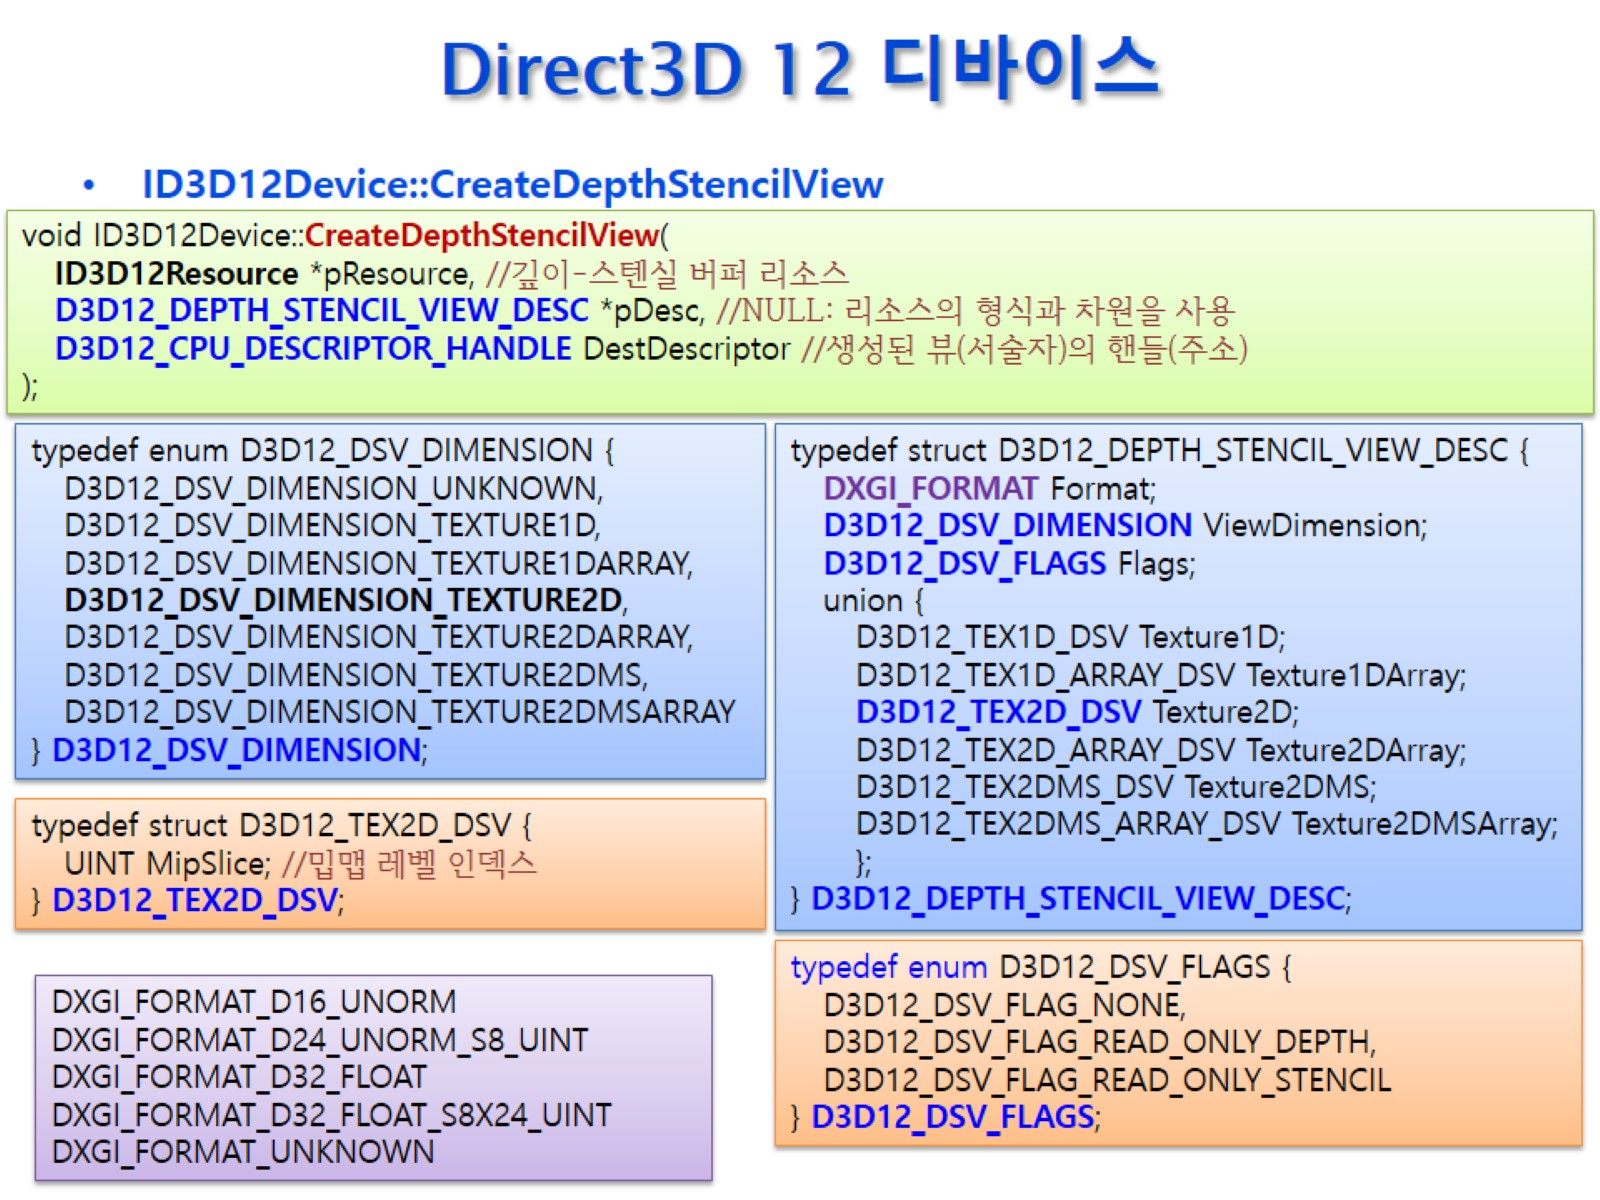 Direct3D 12 디바이스
• ID3D12Device::CreateDepthStencilView
void ID3D12Device::CreateDepthStencilView(
ID3D12Resource *pResource, //깊이-스텐실 버퍼 리소스
D3D12_DEPTH_STENCIL_VIEW_DESC *pDesc, //NULL: 리소스의 형식과 차원을 사용
D3D12_CPU_DESCRIPTOR_HANDLE DestDescriptor //생성된 뷰(서술자)의 핸들(주소)
);
typedef enum D3D12_DSV_DIMENSION {
D3D12_DSV_DIMENSION_UNKNOWN,
D3D12_DSV_DIMENSION_TEXTURE1D,
D3D12_DSV_DIMENSION_TEXTURE1DARRAY,
D3D12_DSV_DIMENSION_TEXTURE2D,
D3D12_DSV_DIMENSION_TEXTURE2DARRAY,
D3D12_DSV_DIMENSION_TEXTURE2DMS,
D3D12_DSV_DIMENSION_TEXTURE2DMSARRAY
} D3D12_DSV_DIMENSION;
typedef struct D3D12_TEX2D_DSV {
UINT MipSlice; //밉맵 레벨 인덱스
} D3D12_TEX2D_DSV;
DXGI_FORMAT_D16_UNORM
DXGI_FORMAT_D24_UNORM_S8_UINT
DXGI_FORMAT_D32_FLOAT
DXGI_FORMAT_D32_FLOAT_S8X24_UINT
DXGI_FORMAT_UNKNOWN
typedef struct D3D12_DEPTH_STENCIL_VIEW_DESC {
DXGI_FORMAT Format;
D3D12_DSV_DIMENSION ViewDimension;
D3D12_DSV_FLAGS Flags;
union {
D3D12_TEX1D_DSV Texture1D;
D3D12_TEX1D_ARRAY_DSV Texture1DArray;
D3D12_TEX2D_DSV Texture2D;
D3D12_TEX2D_ARRAY_DSV Texture2DArray;
D3D12_TEX2DMS_DSV Texture2DMS;
D3D12_TEX2DMS_ARRAY_DSV Texture2DMSArray;
};
} D3D12_DEPTH_STENCIL_VIEW_DESC;
typedef enum D3D12_DSV_FLAGS {
D3D12_DSV_FLAG_NONE,
D3D12_DSV_FLAG_READ_ONLY_DEPTH,
D3D12_DSV_FLAG_READ_ONLY_STENCIL
} D3D12_DSV_FLAGS;